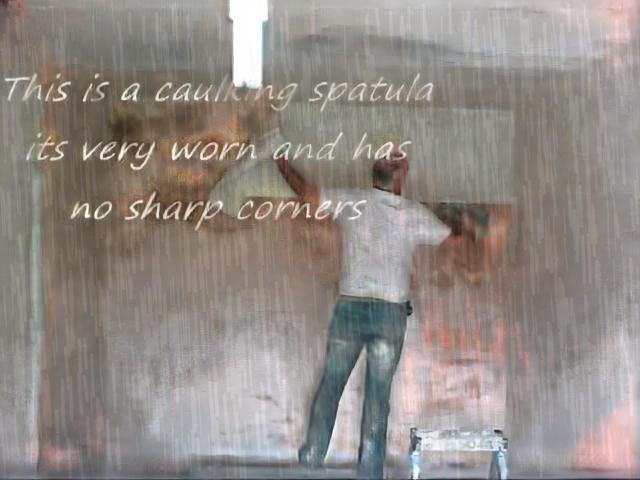 This is a caulking spatula
its very worn and has
no sharp corners